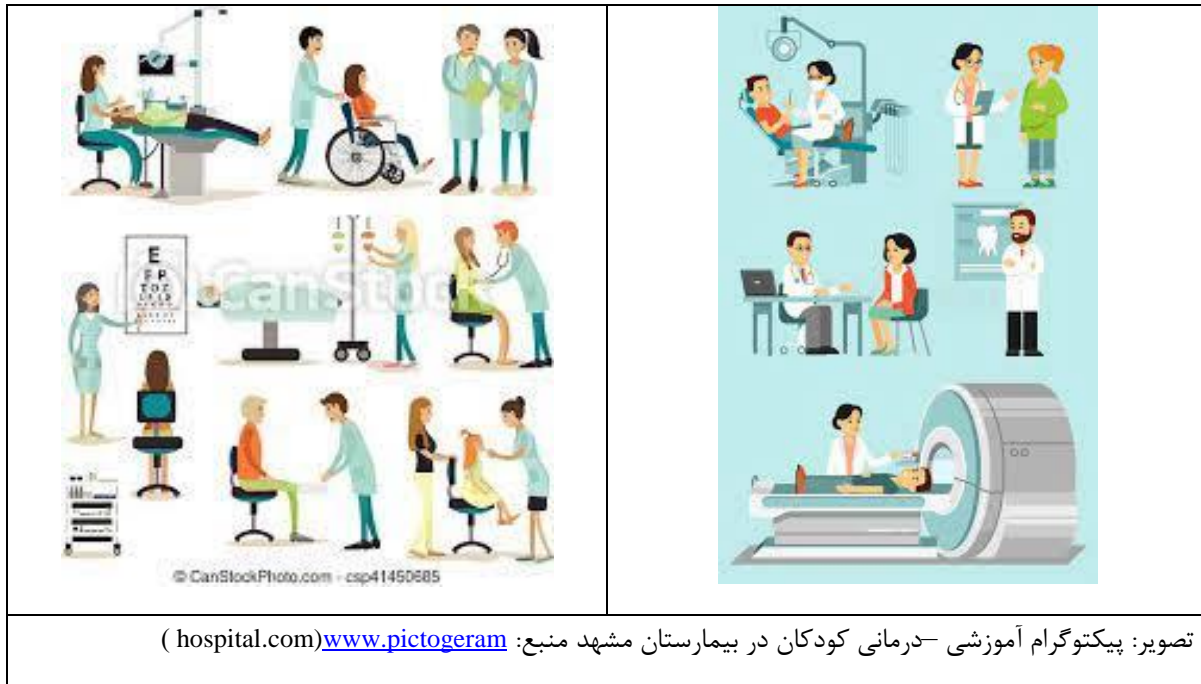 E
F P
T O Z
CanStock
© CanStockPhoto.com - csp41450685
تصویر: پیکتوگرام آموزشی –درمانی کودکان در بیمارستان مشهد منبع: www.pictogeram(hospital.com )